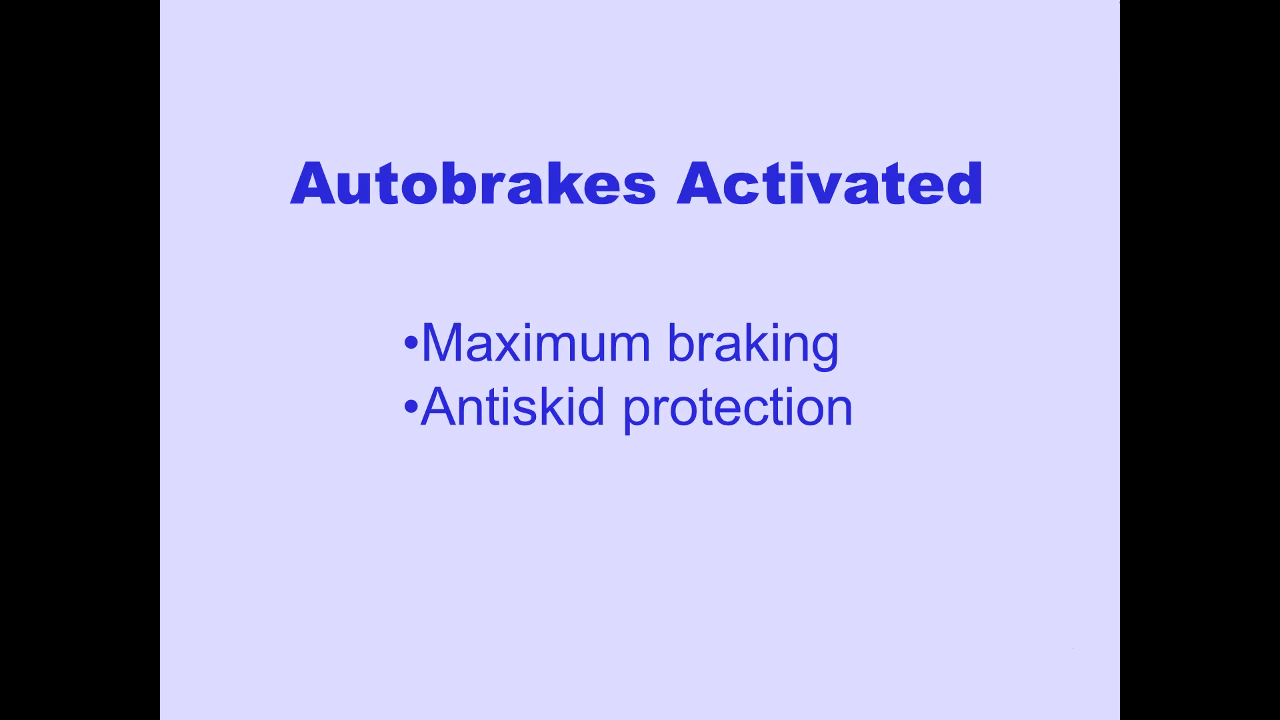 Autobrakes Activated
•Maximum braking
•Antiskid protection